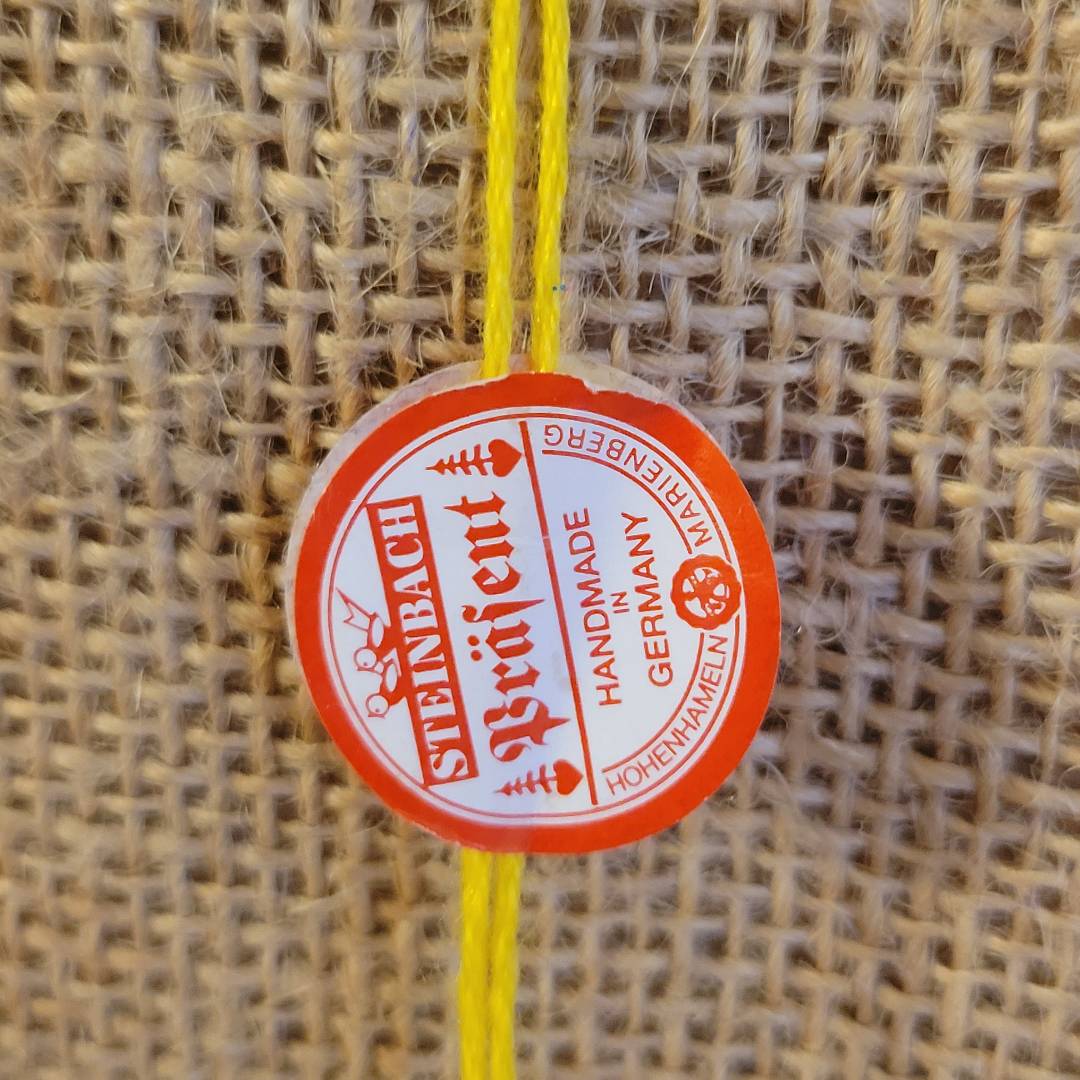 STEINBACH
Präſent
HANDMADE
IN
GERMANY
HOHENHAMELN
MARIENBERG